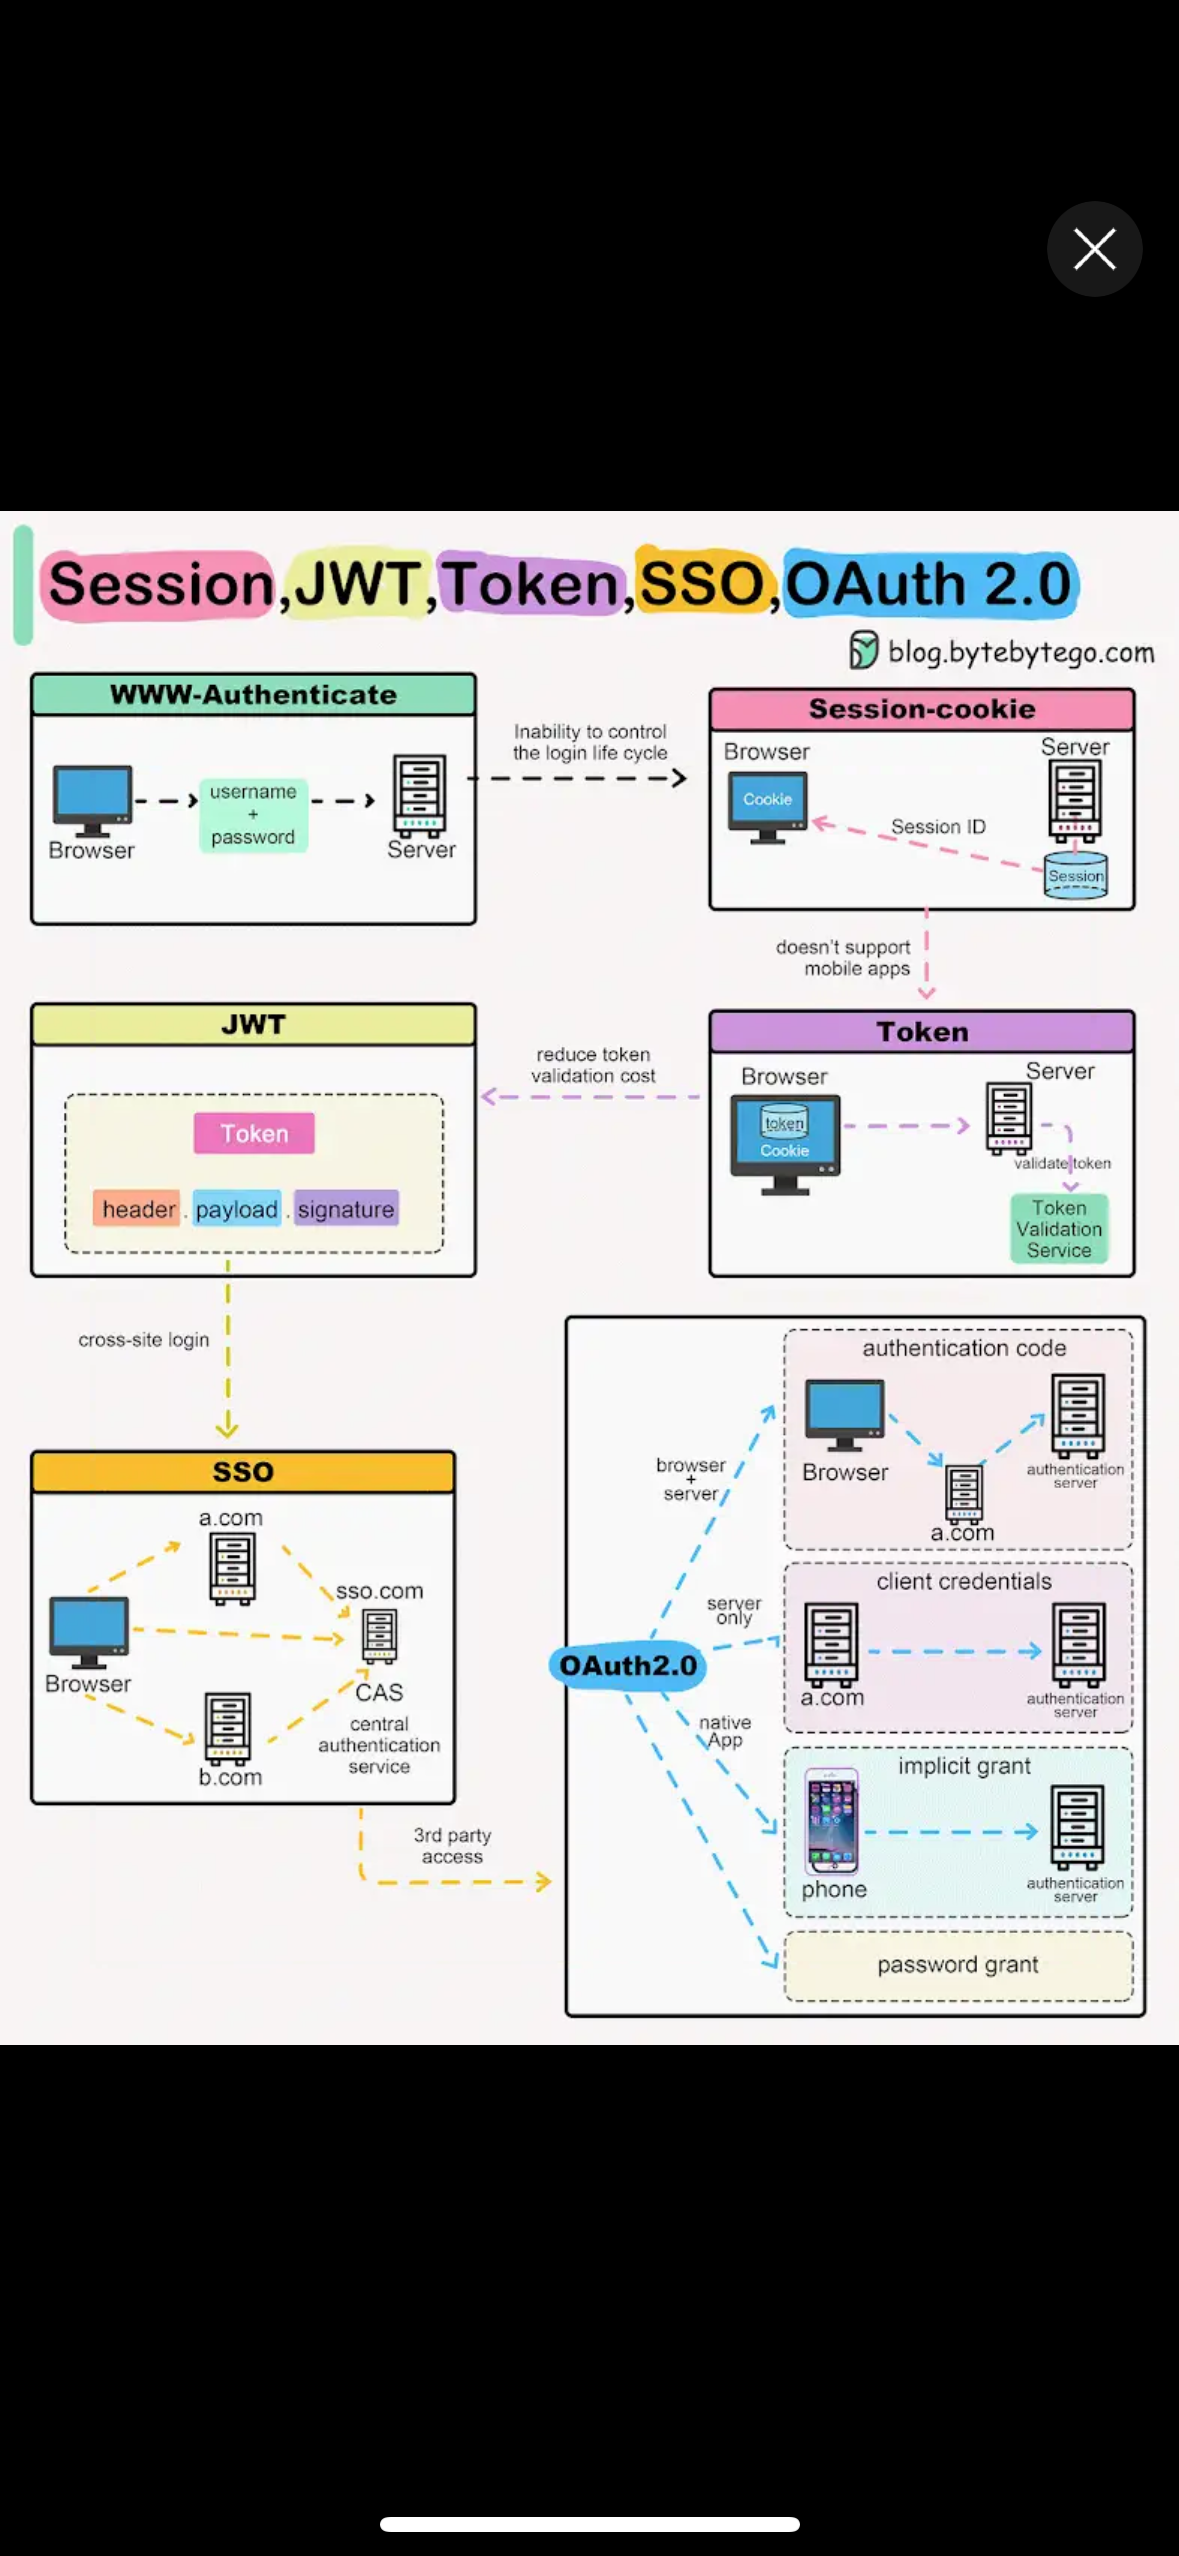 Session,JWT,Token,SSO,OAuth 2.0
blog.bytebytego.com
WWW-Authenticate
Browser
username
+
password
Server
Inability to control
the login life cycle
Session-cookie
Browser
Cookie
Server
Session ID
Session
doesn't support
mobile apps
Token
Browser
token
Cookie
Server
validate token
Token
Validation
Service
reduce token
validation cost
JWT
Token
header . payload . signature
cross-site login
SSO
a.com
Browser
sso.com
CAS
central
authentication
service
b.com
3rd party
access
OAuth2.0
browser
+
server
authentication code
Browser
a.com
authentication
server
server
only
client credentials
a.com
authentication
server
native
App
implicit grant
phone
authentication
server
password grant